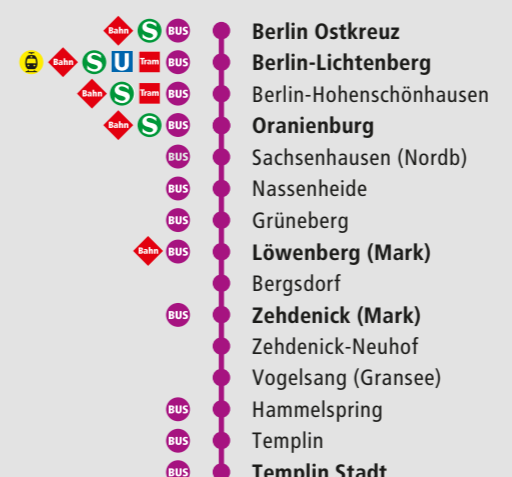 Bahn S BUS Berlin Ostkreuz
Bahn S U Tram BUS Berlin-Lichtenberg
Bahn S Tram BUS Berlin-Hohenschönhausen
Bahn S BUS Oranienburg
BUS Sachsenhausen (Nordb)
BUS Nassenheide
BUS Grüneberg
Bahn BUS Löwenberg (Mark)
Bergsdorf
BUS Zehdenick (Mark)
Zehdenick-Neuhof
Vogelsang (Gransee)
BUS Hammelspring
BUS Templin
BUS Templin Stadt